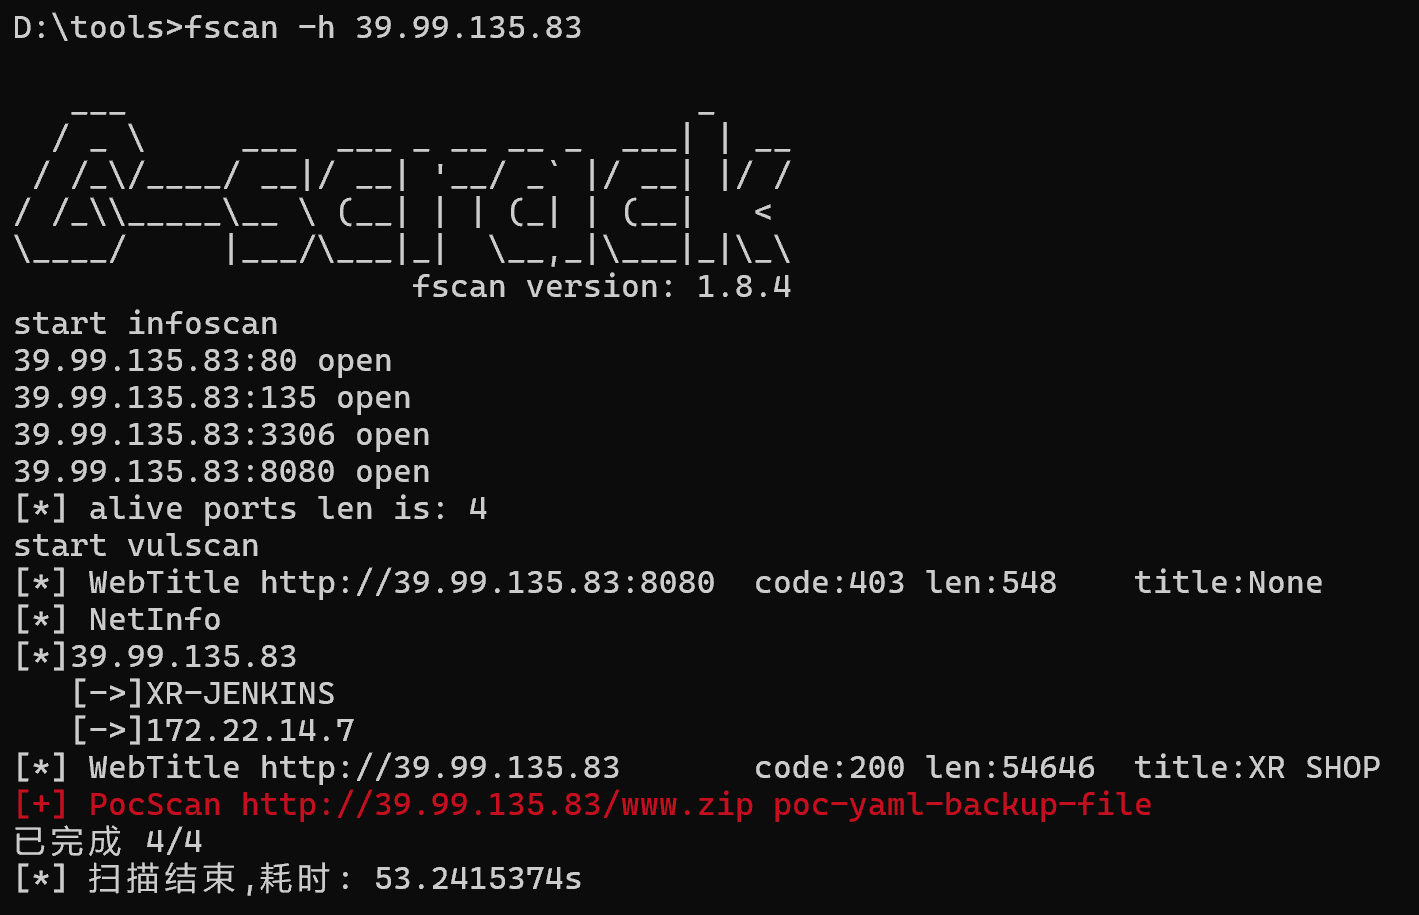 D:\tools>fscan -h 39.99.135.83
   ___                              _
  / _ \     ___  ___ _ __ __ _  ___| | __
 / /_\/____/ __|/ __| '__/ _` |/ __| |/ /
/ /_\\_____\__ \ (__| | | (_| | (__|   <
\____/     |___/\___|_|  \__,_|\___|_|\_\
                     fscan version: 1.8.4
start infoscan
39.99.135.83:80 open
39.99.135.83:135 open
39.99.135.83:3306 open
39.99.135.83:8080 open
[*] alive ports len is: 4
start vulscan
[*] WebTitle http://39.99.135.83:8080  code:403 len:548    title:None
[*] NetInfo
[*]39.99.135.83
   [->]XR-JENKINS
   [->]172.22.14.7
[*] WebTitle http://39.99.135.83       code:200 len:54646  title:XR SHOP
[+] PocScan http://39.99.135.83/www.zip poc-yaml-backup-file
已完成 4/4
[*] 扫描结束,耗时: 53.2415374s